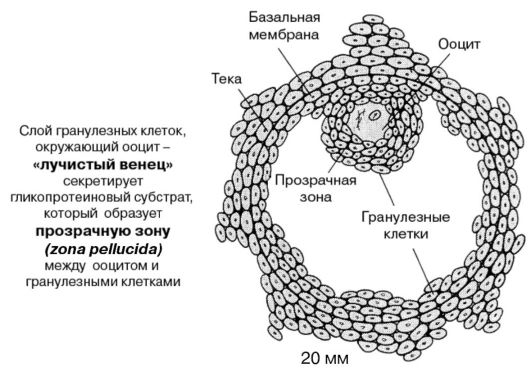 Базальная
мембрана
Ооцит
Тека
Слой гранулезных клеток,
окружающий ооцит –
«лучистый венец»
секретирует
гликопротеиновый субстрат,
который образует
прозрачную зону
(zona pellucida)
между ооцитом и
гранулезными клетками
Прозрачная
зона
Гранулезные
клетки
20 мм